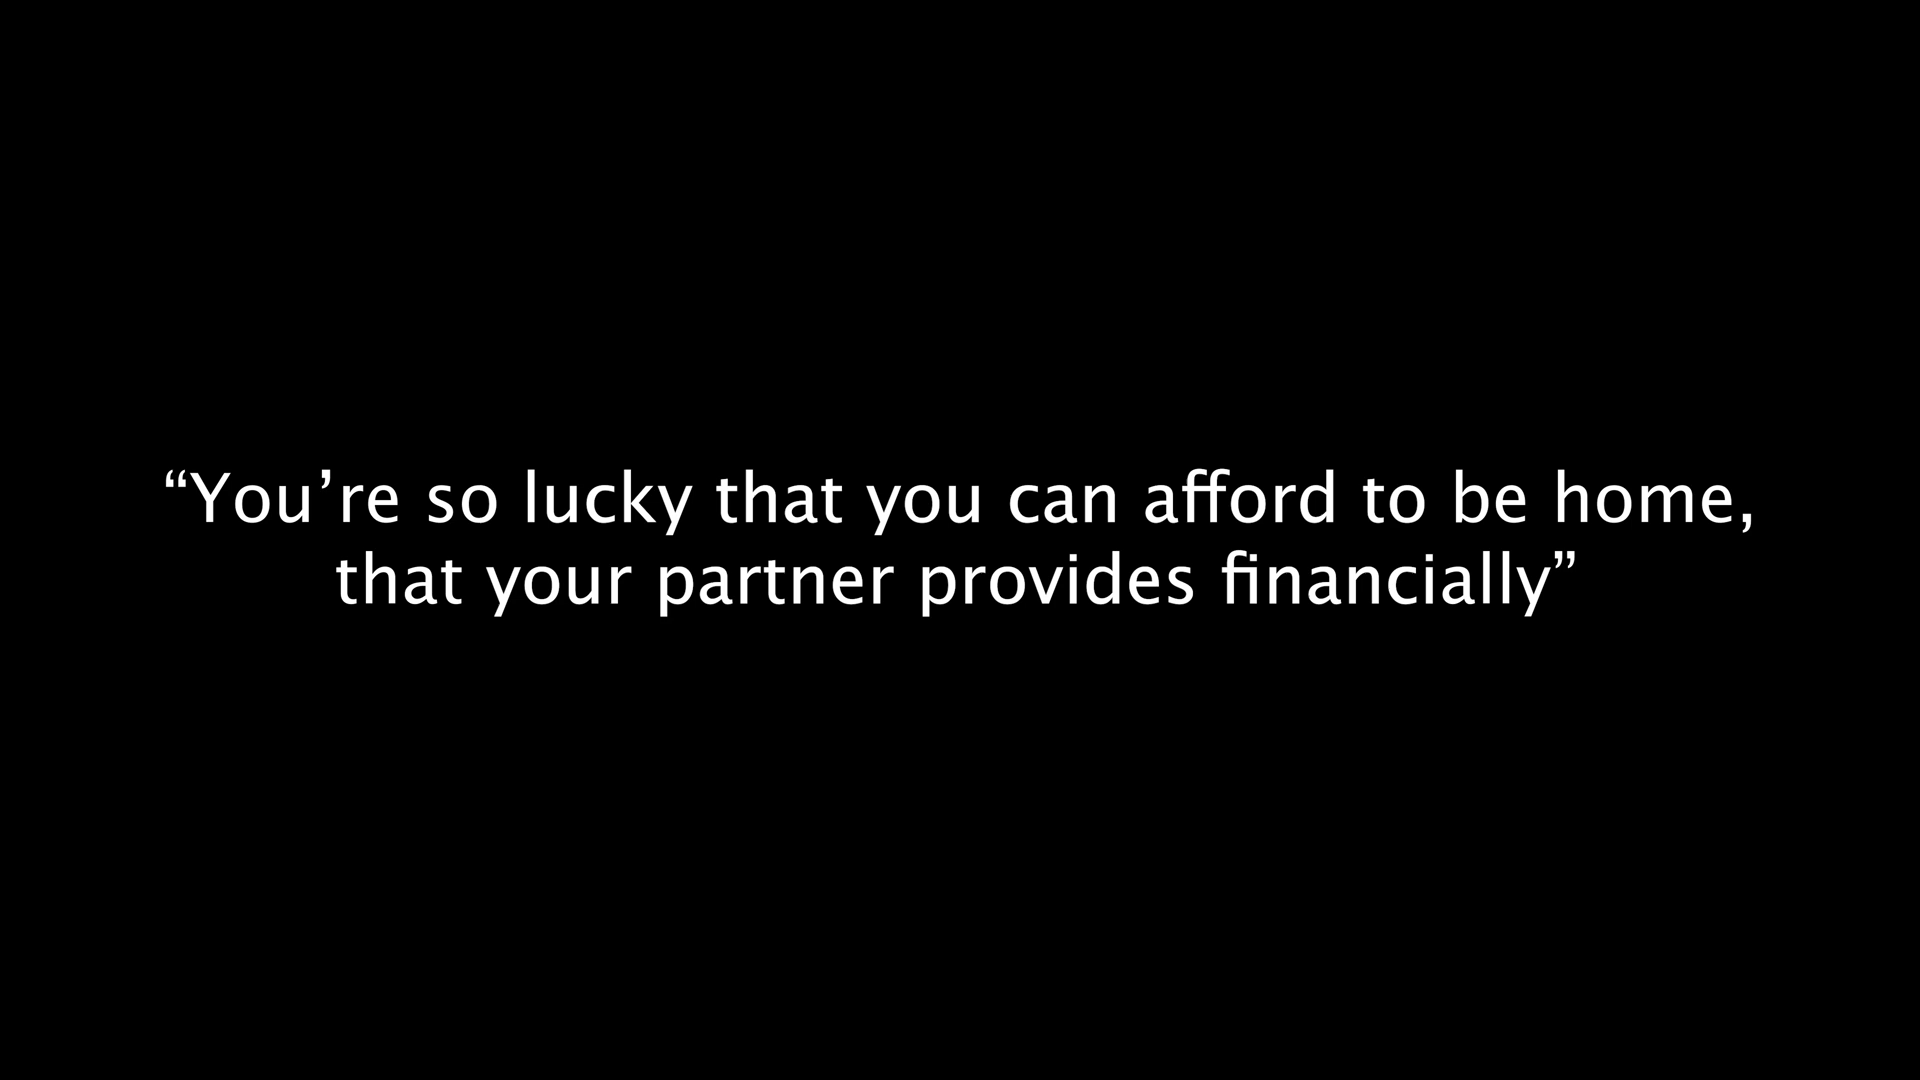 “You’re so lucky that you can afford to be home,
that your partner provides financially”